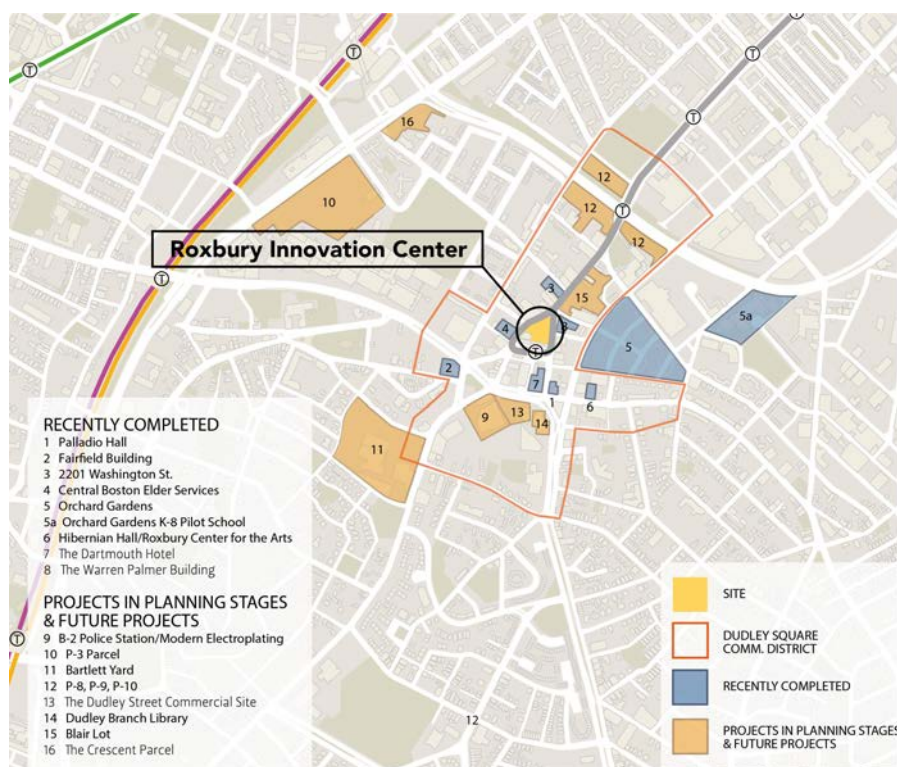 T
T
T
T
16
12
10
12
T
12
Roxbury Innovation Center
T
3
15
5a
4
8
5
T
2
7
1
6
9
13
14
11
RECENTLY COMPLETED
1 Palladio Hall
2 Fairfield Building
3 2201 Washington St.
4 Central Boston Elder Services
5 Orchard Gardens
5a Orchard Gardens K-8 Pilot School
6 Hibernian Hall/Roxbury Center for the Arts
7 The Dartmouth Hotel
8 The Warren Palmer Building
PROJECTS IN PLANNING STAGES
& FUTURE PROJECTS
9 B-2 Police Station/Modern Electroplating
10 P-3 Parcel
11 Bartlett Yard
12 P-8, P-9, P-10
13 The Dudley Street Commercial Site
14 Dudley Branch Library
15 Blair Lot
16 The Crescent Parcel
T
12
SITE
DUDLEY SQUARE
COMM. DISTRICT
RECENTLY COMPLETED
PROJECTS IN PLANNING STAGES
& FUTURE PROJECTS